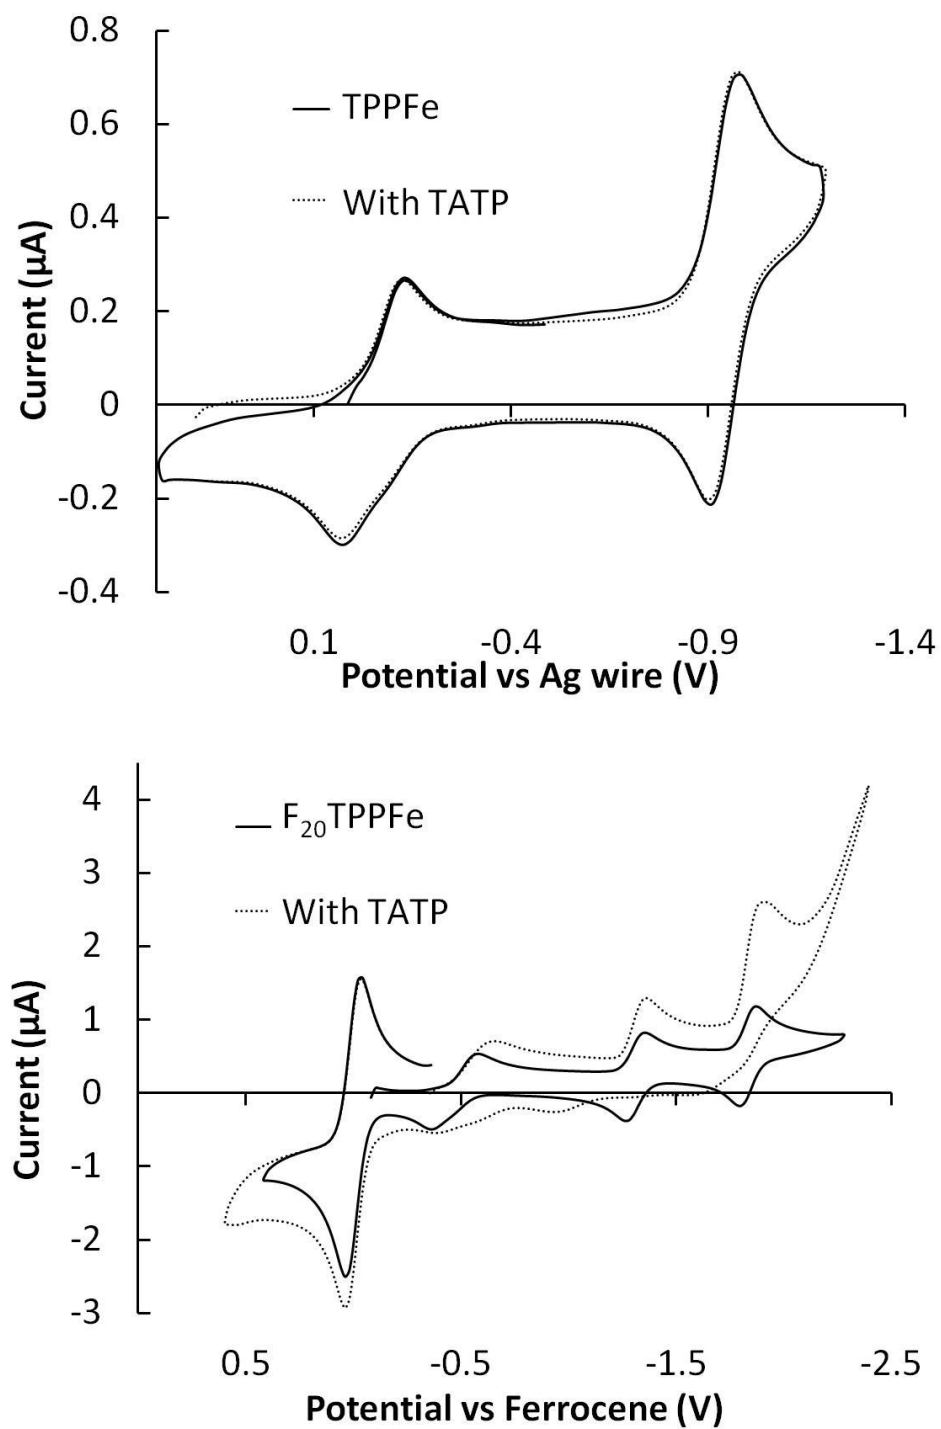 0.8
TPPFe
0.6
With TATP
0.4
0.2
0
-0.2
-0.4
Current (µA)
0.1 -0.4 -0.9 -1.4
Potential vs Ag wire (V)
4
F₂₀TPPFe
3
With TATP
2
1
0
-1
-2
-3
Current (µA)
0.5 -0.5 -1.5 -2.5
Potential vs Ferrocene (V)